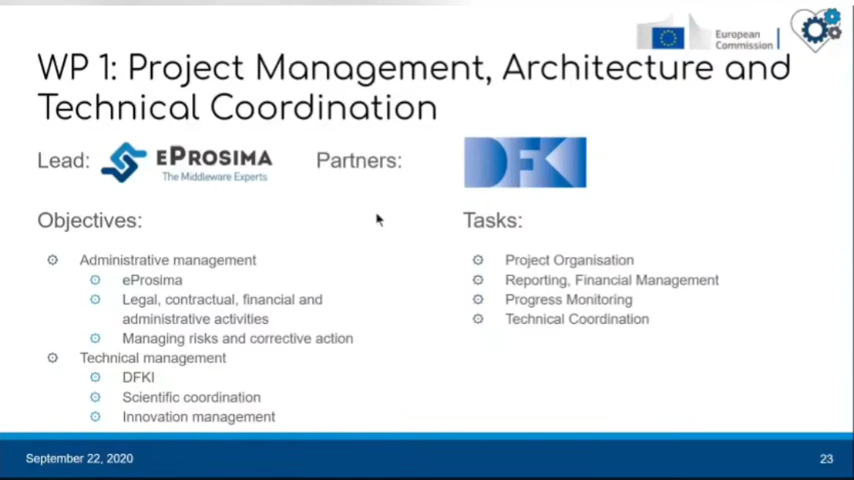 European
Commission
WP 1: Project Management, Architecture and
Technical Coordination
Lead:
ePROSIMA
The Middleware Experts
Partners:
DFKI
Objectives:
Administrative management
eProsima
Legal, contractual, financial and
administrative activities
Managing risks and corrective action
Technical management
DFKI
Scientific coordination
Innovation management
Tasks:
Project Organisation
Reporting, Financial Management
Progress Monitoring
Technical Coordination
September 22, 2020
23